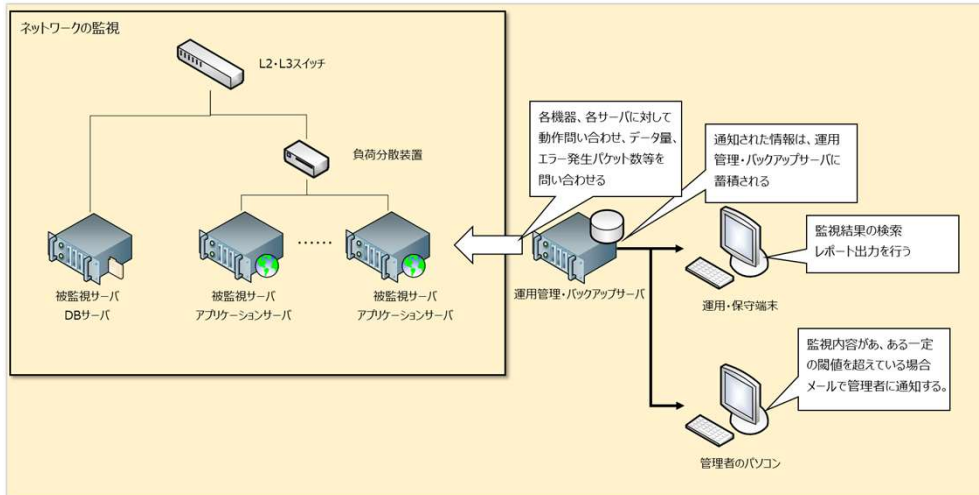 ネットワークの監視
L2・L3スイッチ
負荷分散装置
被監視サーバ
DBサーバ
被監視サーバ
アプリケーションサーバ
……
被監視サーバ
アプリケーションサーバ
各機器、各サーバに対して
動作問い合わせ、データ量、
エラー発生パケット数等を
問い合わせる
通知された情報は、運用
管理・バックアップサーバに
蓄積される
運用管理・バックアップサーバ
監視結果の検索
レポート出力を行う
運用・保守端末
監視内容があ、ある一定
の閾値を超えている場合
メールで管理者に通知する。
管理者のパソコン